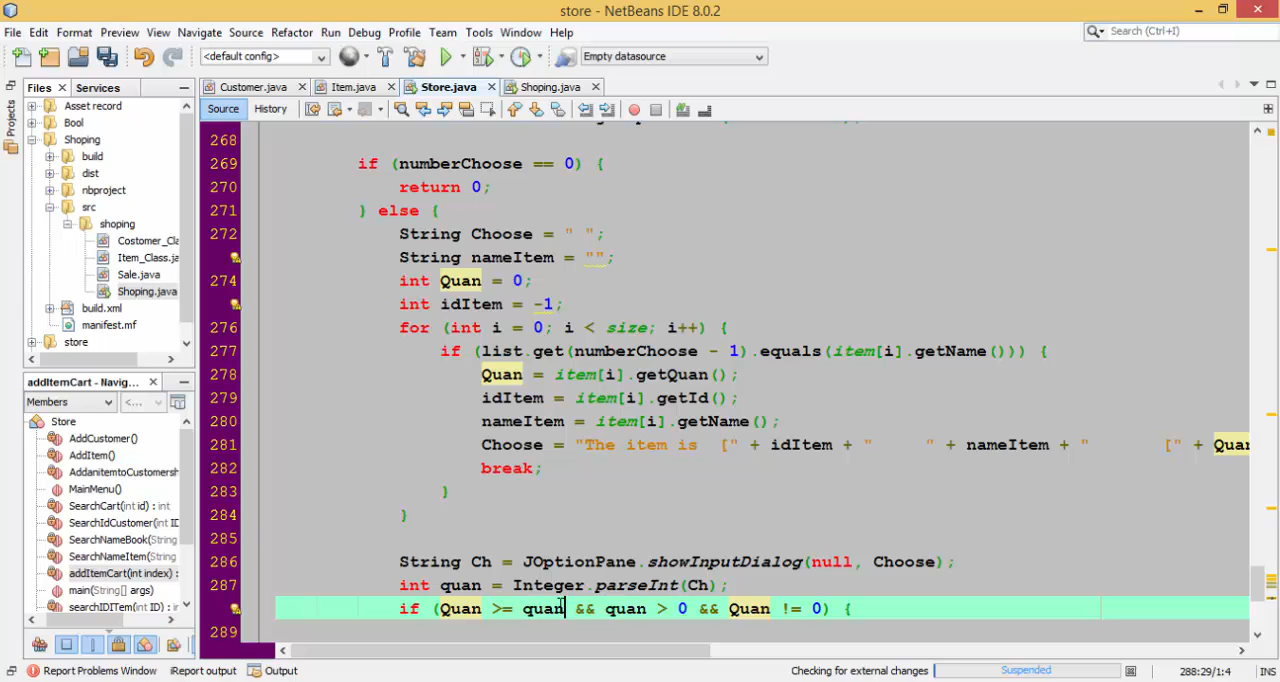 store - NetBeans IDE 8.0.2
File Edit Format Preview View Navigate Source Refactor Run Debug Profile Team Tools Window Help
Search (Ctrl+I)
<default config> Empty datasource
Files Services
Customer.java Item.java Store.java Shoping.java
Source History
Projects
Asset record
Bool
Shoping
build
dist
nbproject
src
shoping
Costomer_Cla
Item_Class.ja
Sale.java
Shoping.java
build.xml
manifest.mf
store
addItemCart - Navig...
Members <...
Store
AddCustomer()
AddItem()
AddanitemtoCustomersh
MainMenu()
SearchCart(int id) : int
SearchIdCustomer(int ID
SearchNameBook(String
SearchNameItem(String
addItemCart(int index) :
main(String[] args)
searchIDITem(int ID) : in
268
269 if (numberChoose == 0) {
270 return 0;
271 } else {
272 String Choose = " ";
String nameItem = "";
274 int Quan = 0;
int idItem = -1;
276 for (int i = 0; i < size; i++) {
277 if (list.get(numberChoose - 1).equals(item[i].getName())) {
278 Quan = item[i].getQuan();
279 idItem = item[i].getId();
280 nameItem = item[i].getName();
281 Choose = "The item is [" + idItem + " " + nameItem + " [" + Quan
282 break;
283 }
284 }
285
286 String Ch = JOptionPane.showInputDialog(null, Choose);
287 int quan = Integer.parseInt(Ch);
if (Quan >= quan && quan > 0 && Quan != 0) {
289
Report Problems Window iReport output Output Checking for external changes Suspended 288:29/1:4 INS